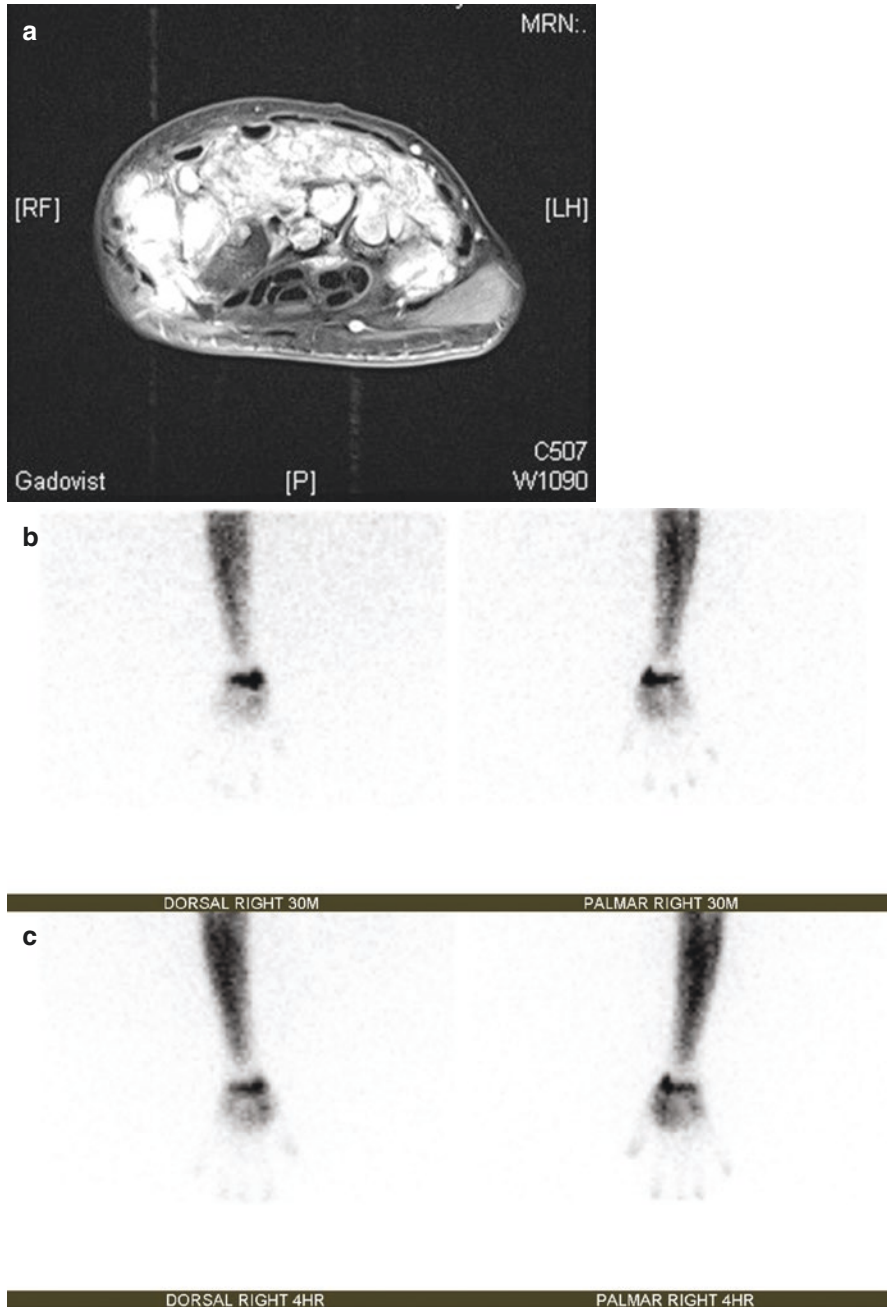 a
MRN:.
[RF]
[LH]
C507
Gadovist
[P]
W1090
b
DORSAL RIGHT 30M
PALMAR RIGHT 30M
c
DORSAL RIGHT 4HR
PALMAR RIGHT 4HR